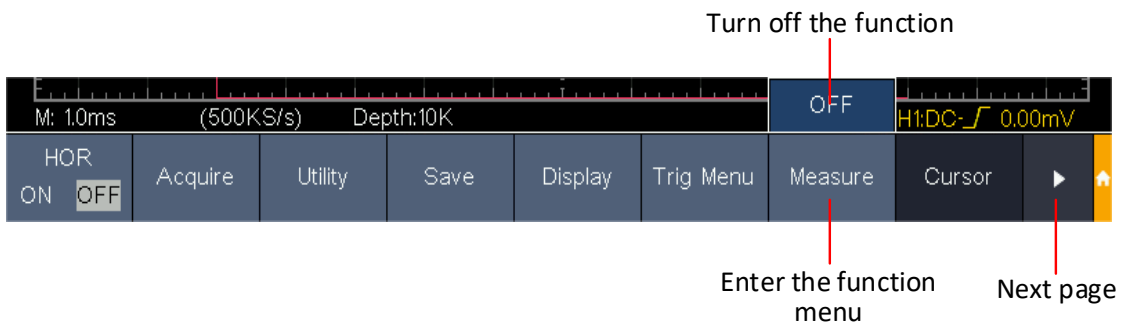 Turn off the function
OFF
M: 1.0ms (500KS/s) Depth:10K H1:DC- 0.00mV
HOR
ON OFF Acquire Utility Save Display Trig Menu Measure Cursor
Enter the function
menu
Next page